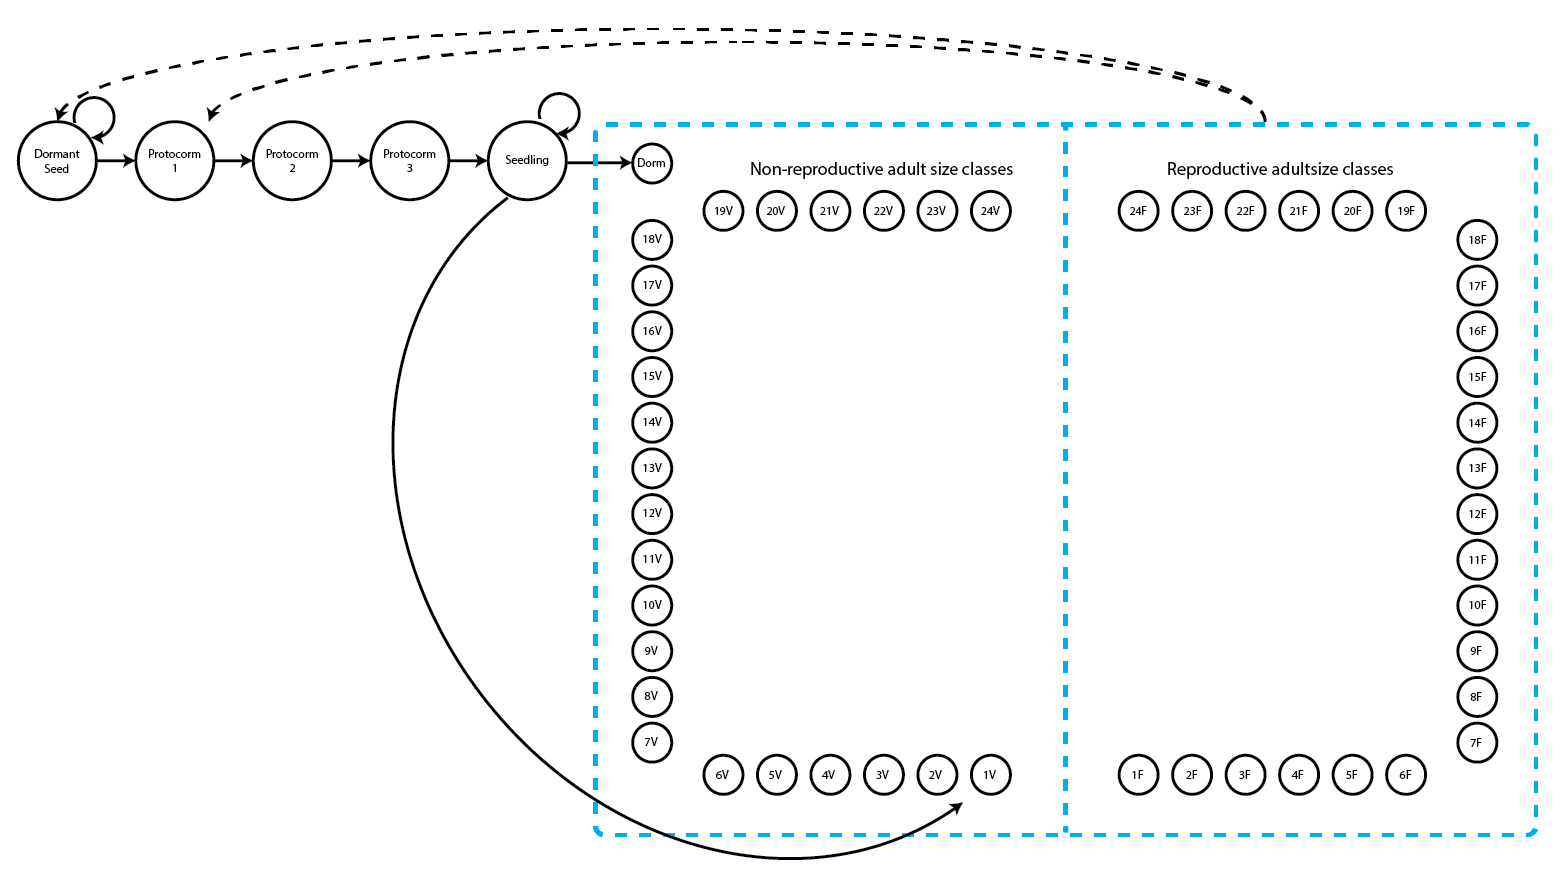 Dormant
Seed
Protocorm
1
Protocorm
2
Protocorm
3
Seedling
Dorm
Non-reproductive adult size classes
Reproductive adultsize classes
19V
20V
21V
22V
23V
24V
24F
23F
22F
21F
20F
19F
18V
17V
16V
15V
14V
13V
12V
11V
10V
9V
8V
7V
18F
17F
16F
15F
14F
13F
12F
11F
10F
9F
8F
7F
6V
5V
4V
3V
2V
1V
1F
2F
3F
4F
5F
6F